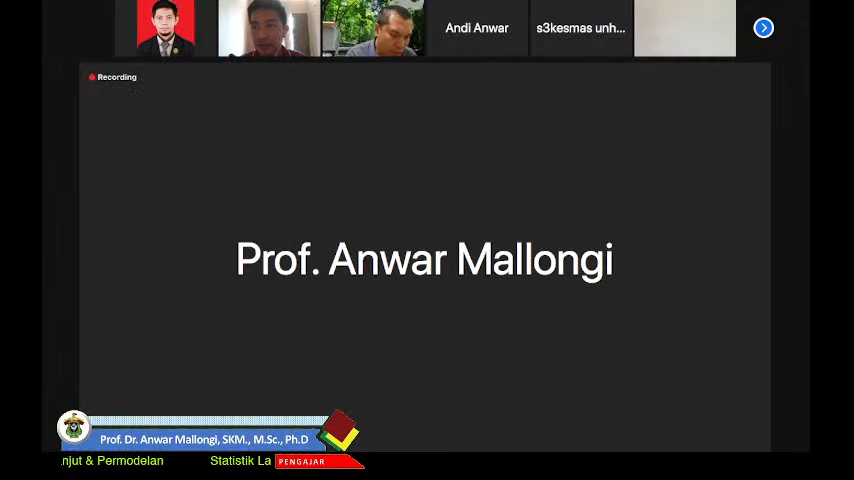 Andi Anwar
s3kesmas unh...
Recording
Prof. Anwar Mallongi
Prof. Dr. Anwar Mallongi, SKM., M.Sc., Ph.D
njut & Permodelan Statistik La
PENGAJAR